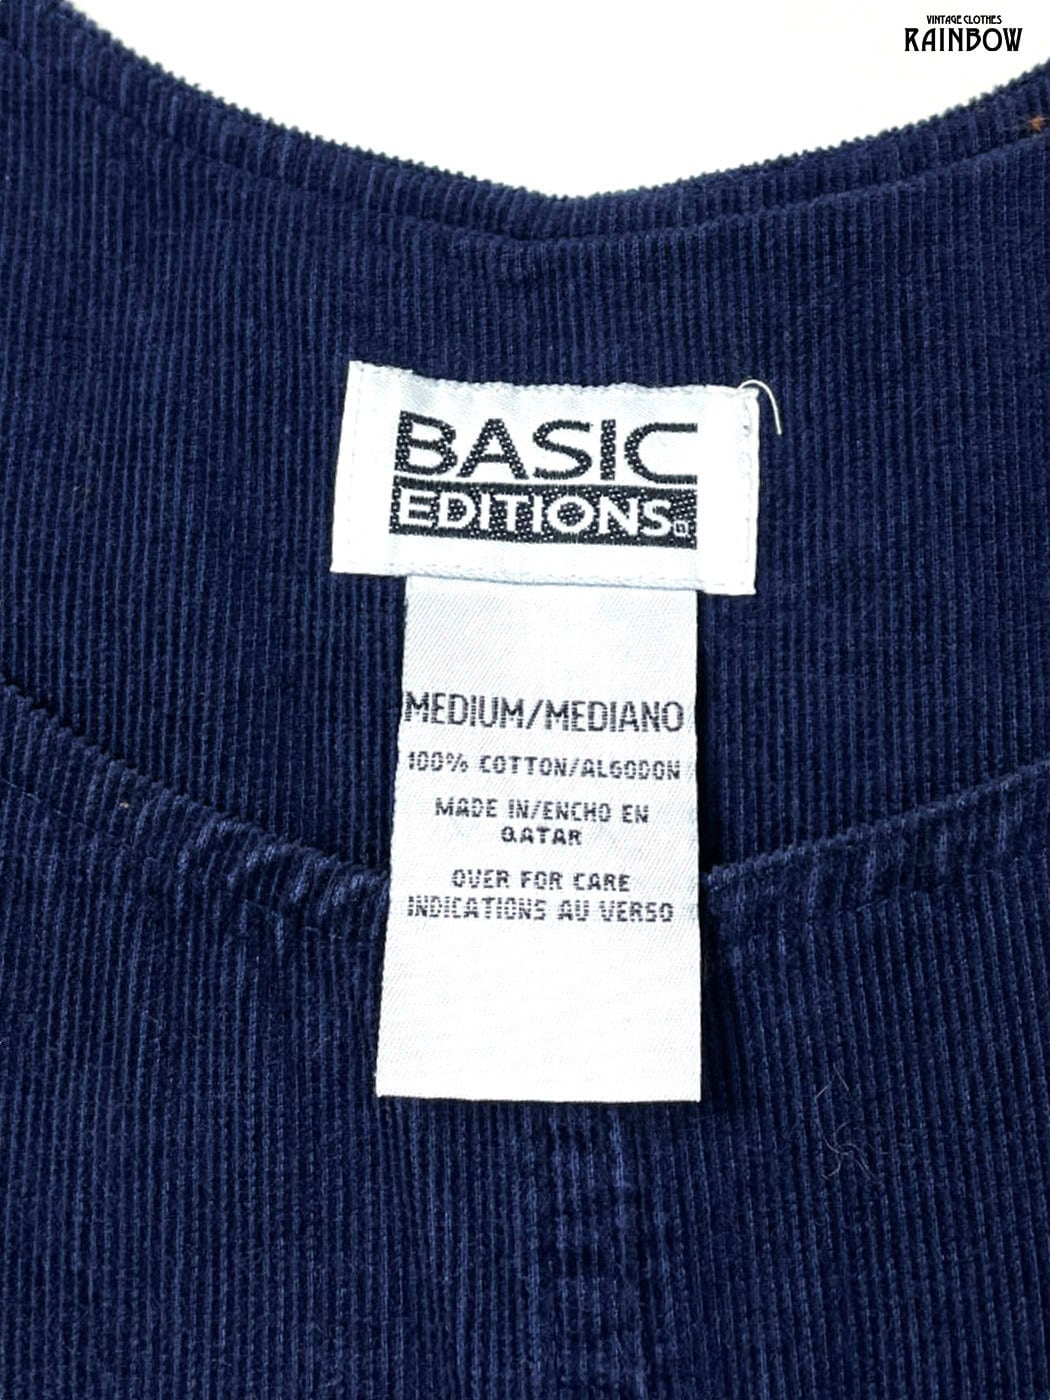 VINTAGE CLOTHES
RAINBOW
BASIC
EDITIONS
MEDIUM/MEDIANO
100% COTTON/ALGODON
MADE IN/ENCHO EN
QATAR
OVER FOR CARE
INDICATIONS AU VERSO